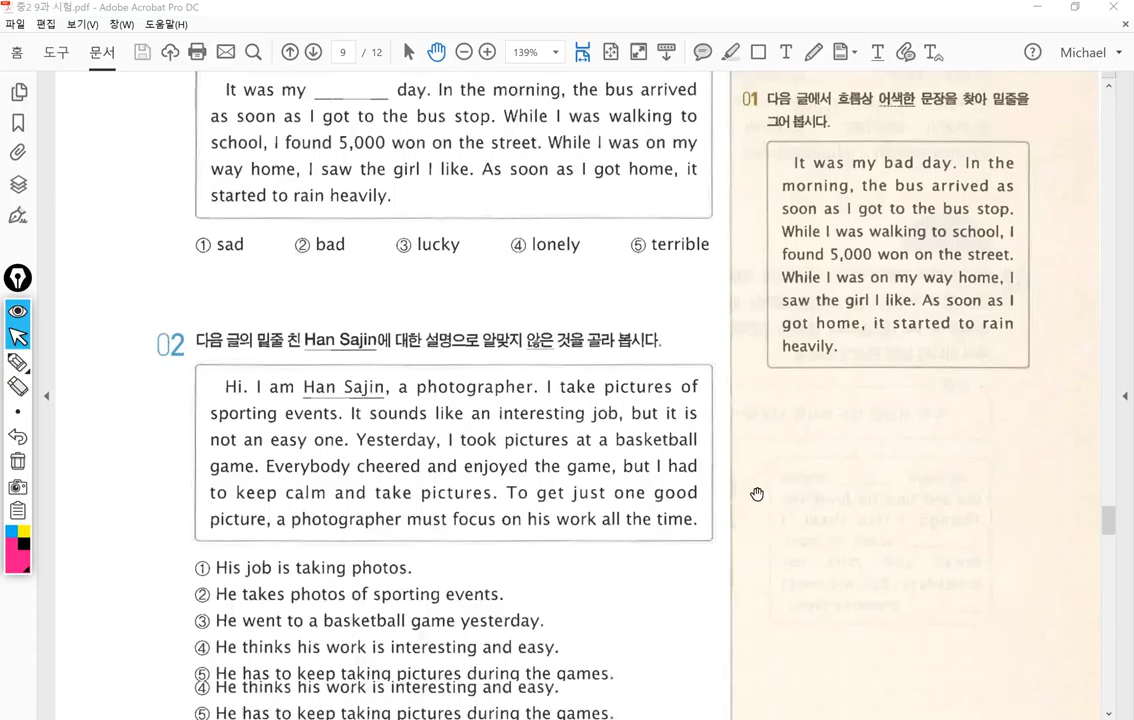 중2 9과 시험.pdf - Adobe Acrobat Pro DC
파일 편집 보기(V) 창(W) 도움말(H)
홈 도구 문서 9 / 12 139% Michael
It was my ________ day. In the morning, the bus arrived
as soon as I got to the bus stop. While I was walking to
school, I found 5,000 won on the street. While I was on my
way home, I saw the girl I like. As soon as I got home, it
started to rain heavily.
① sad ② bad ③ lucky ④ lonely ⑤ terrible
02 다음 글의 밑줄 친 Han Sajin에 대한 설명으로 알맞지 않은 것을 골라 봅시다.
Hi. I am Han Sajin, a photographer. I take pictures of
sporting events. It sounds like an interesting job, but it is
not an easy one. Yesterday, I took pictures at a basketball
game. Everybody cheered and enjoyed the game, but I had
to keep calm and take pictures. To get just one good
picture, a photographer must focus on his work all the time.
① His job is taking photos.
② He takes photos of sporting events.
③ He went to a basketball game yesterday.
④ He thinks his work is interesting and easy.
⑤ He has to keep taking pictures during the games.
④ He thinks his work is interesting and easy.
⑤ He has to keep taking pictures during the games.
01 다음 글에서 흐름상 어색한 문장을 찾아 밑줄을
그어 봅시다.
It was my bad day. In the
morning, the bus arrived as
soon as I got to the bus stop.
While I was walking to school, I
found 5,000 won on the street.
While I was on my way home, I
saw the girl I like. As soon as I
got home, it started to rain
heavily.